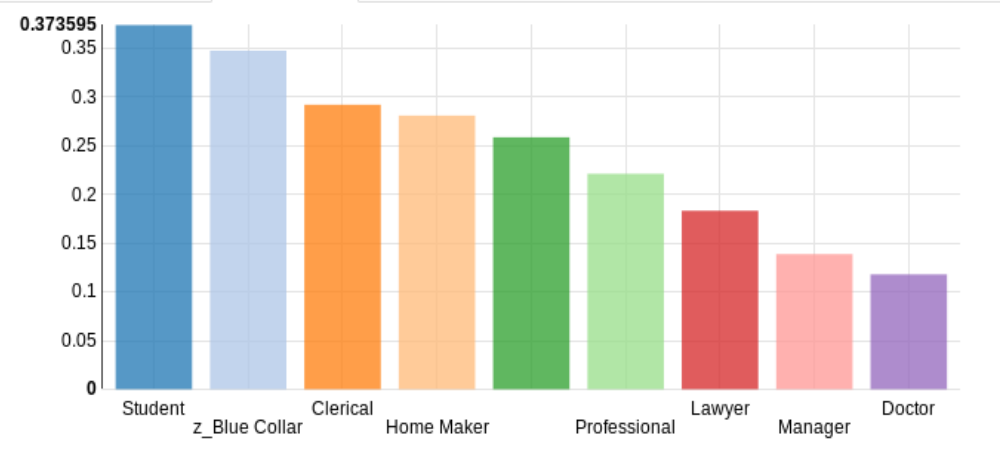 0.373595
0.35
0.3
0.25
0.2
0.15
0.1
0.05
0
Student
z_Blue Collar
Clerical
Home Maker
Professional
Lawyer
Manager
Doctor